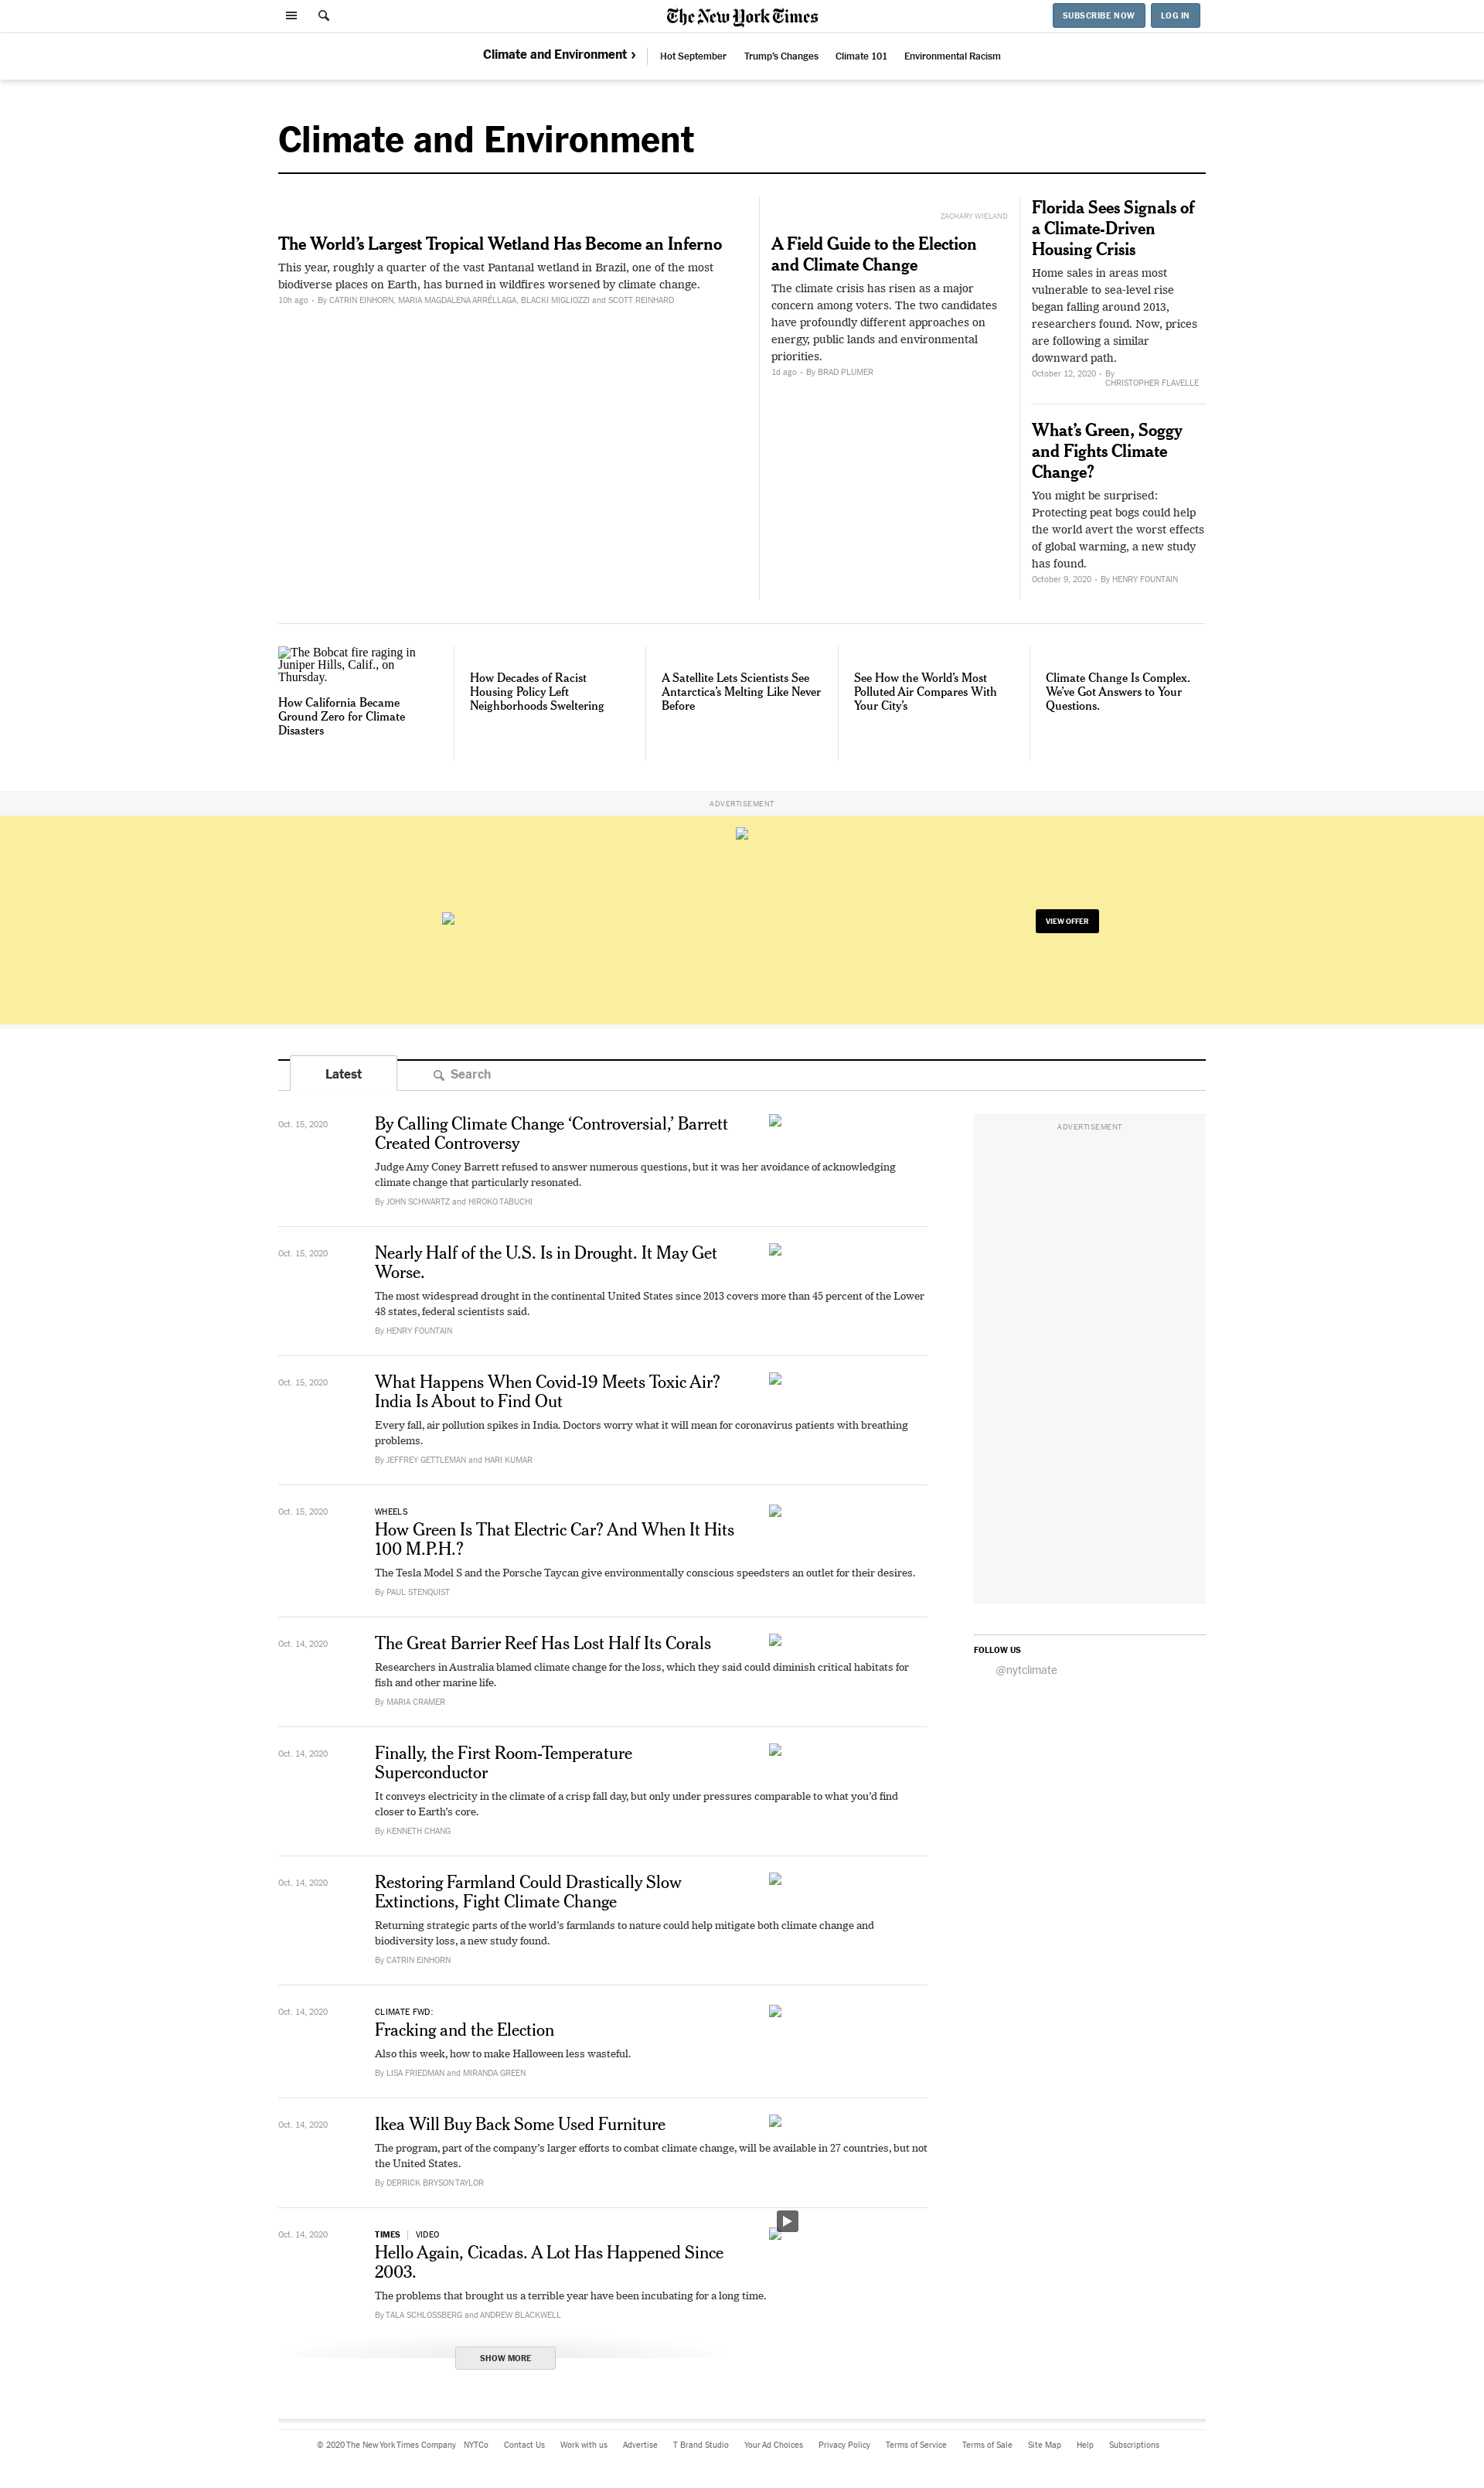 The New York Times
SUBSCRIBE NOW
LOG IN
Climate and Environment ›
Hot September
Trump's Changes
Climate 101
Environmental Racism
Climate and Environment
The World's Largest Tropical Wetland Has Become an Inferno
This year, roughly a quarter of the vast Pantanal wetland in Brazil, one of the most
biodiverse places on Earth, has burned in wildfires worsened by climate change.
10h ago • By CATRIN EINHORN, MARIA MAGDALENA ARRÉLLAGA, BLACKI MIGLIOZZI and SCOTT REINHARD
ZACHARY WIELAND
A Field Guide to the Election
and Climate Change
The climate crisis has risen as a major
concern among voters. The two candidates
have profoundly different approaches on
energy, public lands and environmental
priorities.
1d ago • By BRAD PLUMER
Florida Sees Signals of
a Climate-Driven
Housing Crisis
Home sales in areas most
vulnerable to sea-level rise
began falling around 2013,
researchers found. Now, prices
are following a similar
downward path.
October 12, 2020 • By
CHRISTOPHER FLAVELLE
What's Green, Soggy
and Fights Climate
Change?
You might be surprised:
Protecting peat bogs could help
the world avert the worst effects
of global warming, a new study
has found.
October 9, 2020 • By HENRY FOUNTAIN
The Bobcat fire raging in
Juniper Hills, Calif., on
Thursday.
How California Became
Ground Zero for Climate
Disasters
How Decades of Racist
Housing Policy Left
Neighborhoods Sweltering
A Satellite Lets Scientists See
Antarctica's Melting Like Never
Before
See How the World's Most
Polluted Air Compares With
Your City's
Climate Change Is Complex.
We've Got Answers to Your
Questions.
ADVERTISEMENT
VIEW OFFER
Latest
Search
Oct. 15, 2020
By Calling Climate Change 'Controversial,' Barrett
Created Controversy
Judge Amy Coney Barrett refused to answer numerous questions, but it was her avoidance of acknowledging
climate change that particularly resonated.
By JOHN SCHWARTZ and HIROKO TABUCHI
ADVERTISEMENT
Oct. 15, 2020
Nearly Half of the U.S. Is in Drought. It May Get
Worse.
The most widespread drought in the continental United States since 2013 covers more than 45 percent of the Lower
48 states, federal scientists said.
By HENRY FOUNTAIN
Oct. 15, 2020
What Happens When Covid-19 Meets Toxic Air?
India Is About to Find Out
Every fall, air pollution spikes in India. Doctors worry what it will mean for coronavirus patients with breathing
problems.
By JEFFREY GETTLEMAN and HARI KUMAR
Oct. 15, 2020
WHEELS
How Green Is That Electric Car? And When It Hits
100 M.P.H.?
The Tesla Model S and the Porsche Taycan give environmentally conscious speedsters an outlet for their desires.
By PAUL STENQUIST
Oct. 14, 2020
The Great Barrier Reef Has Lost Half Its Corals
Researchers in Australia blamed climate change for the loss, which they said could diminish critical habitats for
fish and other marine life.
By MARIA CRAMER
FOLLOW US
@nytclimate
Oct. 14, 2020
Finally, the First Room-Temperature
Superconductor
It conveys electricity in the climate of a crisp fall day, but only under pressures comparable to what you'd find
closer to Earth's core.
By KENNETH CHANG
Oct. 14, 2020
Restoring Farmland Could Drastically Slow
Extinctions, Fight Climate Change
Returning strategic parts of the world's farmlands to nature could help mitigate both climate change and
biodiversity loss, a new study found.
By CATRIN EINHORN
Oct. 14, 2020
CLIMATE FWD:
Fracking and the Election
Also this week, how to make Halloween less wasteful.
By LISA FRIEDMAN and MIRANDA GREEN
Oct. 14, 2020
Ikea Will Buy Back Some Used Furniture
The program, part of the company's larger efforts to combat climate change, will be available in 27 countries, but not
the United States.
By DERRICK BRYSON TAYLOR
Oct. 14, 2020
TIMES | VIDEO
Hello Again, Cicadas. A Lot Has Happened Since
2003.
The problems that brought us a terrible year have been incubating for a long time.
By TALA SCHLOSSBERG and ANDREW BLACKWELL
SHOW MORE
© 2020 The New York Times Company NYTCo Contact Us Work with us Advertise T Brand Studio Your Ad Choices Privacy Policy Terms of Service Terms of Sale Site Map Help Subscriptions